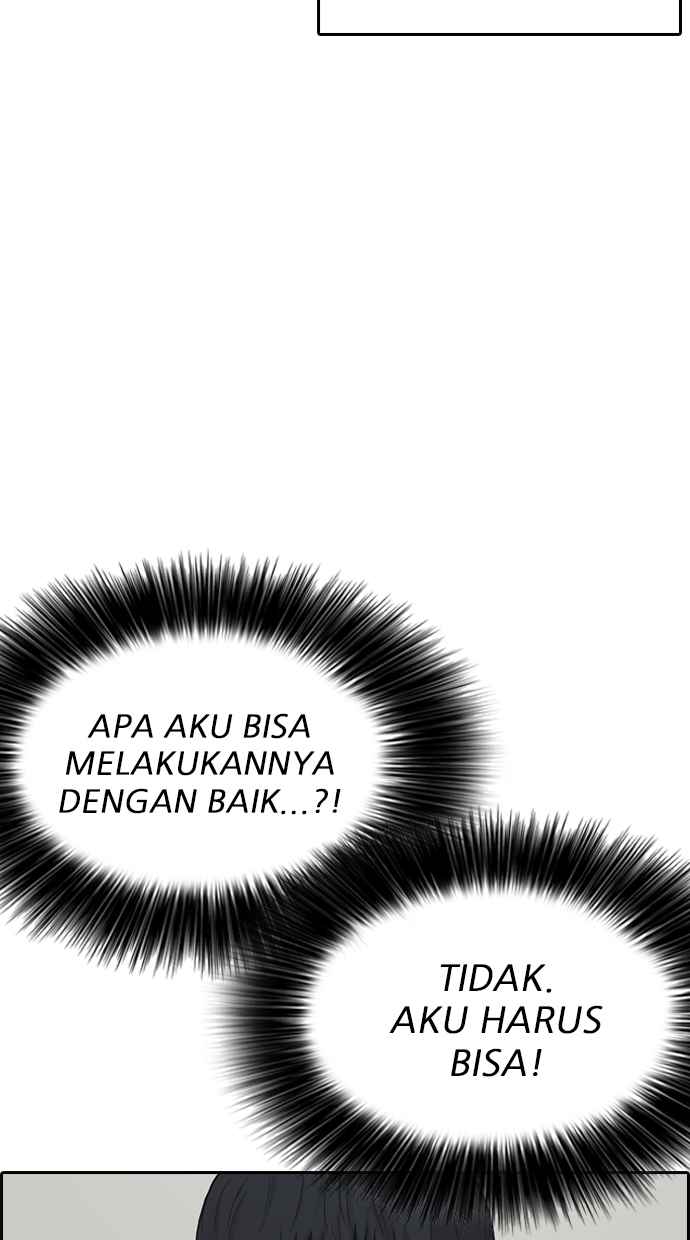 APA AKU BISA
MELAKUKANNYA
DENGAN BAIK...?!
TIDAK.
AKU HARUS
BISA!